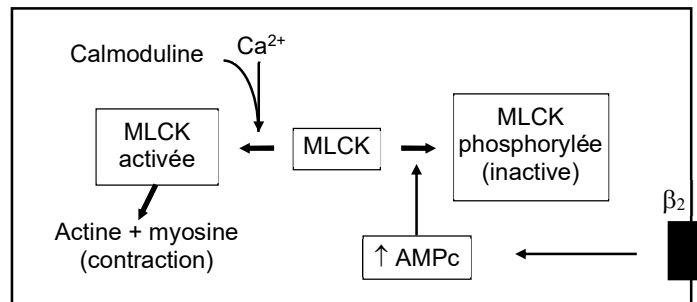 Calmoduline
Ca²⁺
MLCK
activée
MLCK
MLCK
phosphorylée
(inactive)
Actine + myosine
(contraction)
↑ AMPc
β₂